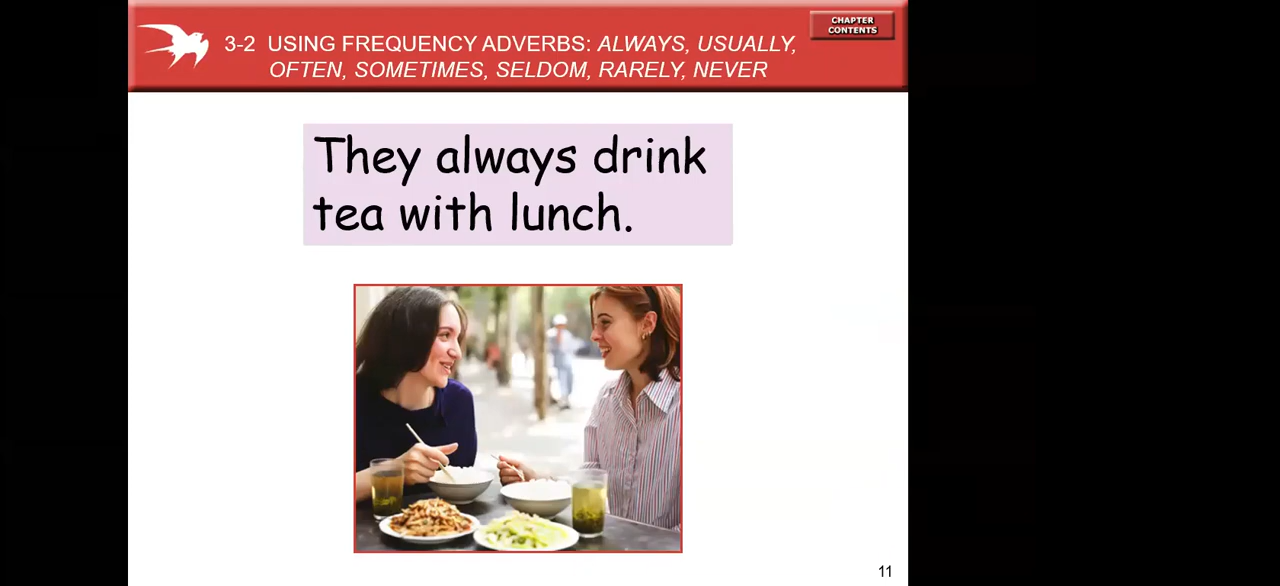 3-2 USING FREQUENCY ADVERBS: ALWAYS, USUALLY,
OFTEN, SOMETIMES, SELDOM, RARELY, NEVER
CHAPTER
CONTENTS
They always drink
tea with lunch.
11